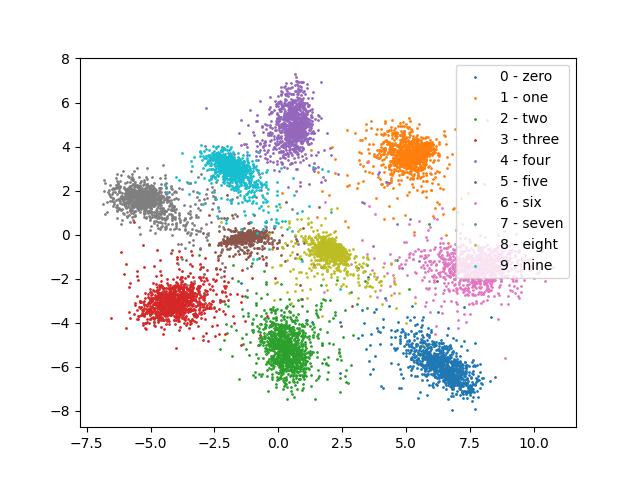 8
6
4
2
0
−2
−4
−6
−8
−7.5 −5.0 −2.5 0.0 2.5 5.0 7.5 10.0
0 - zero
1 - one
2 - two
3 - three
4 - four
5 - five
6 - six
7 - seven
8 - eight
9 - nine